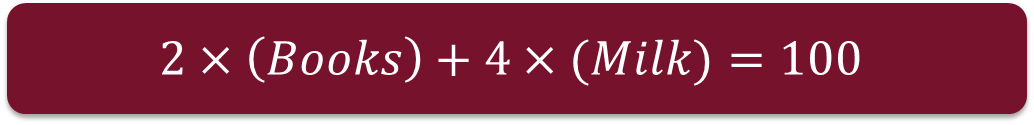 2 × (Books) + 4 × (Milk) = 100